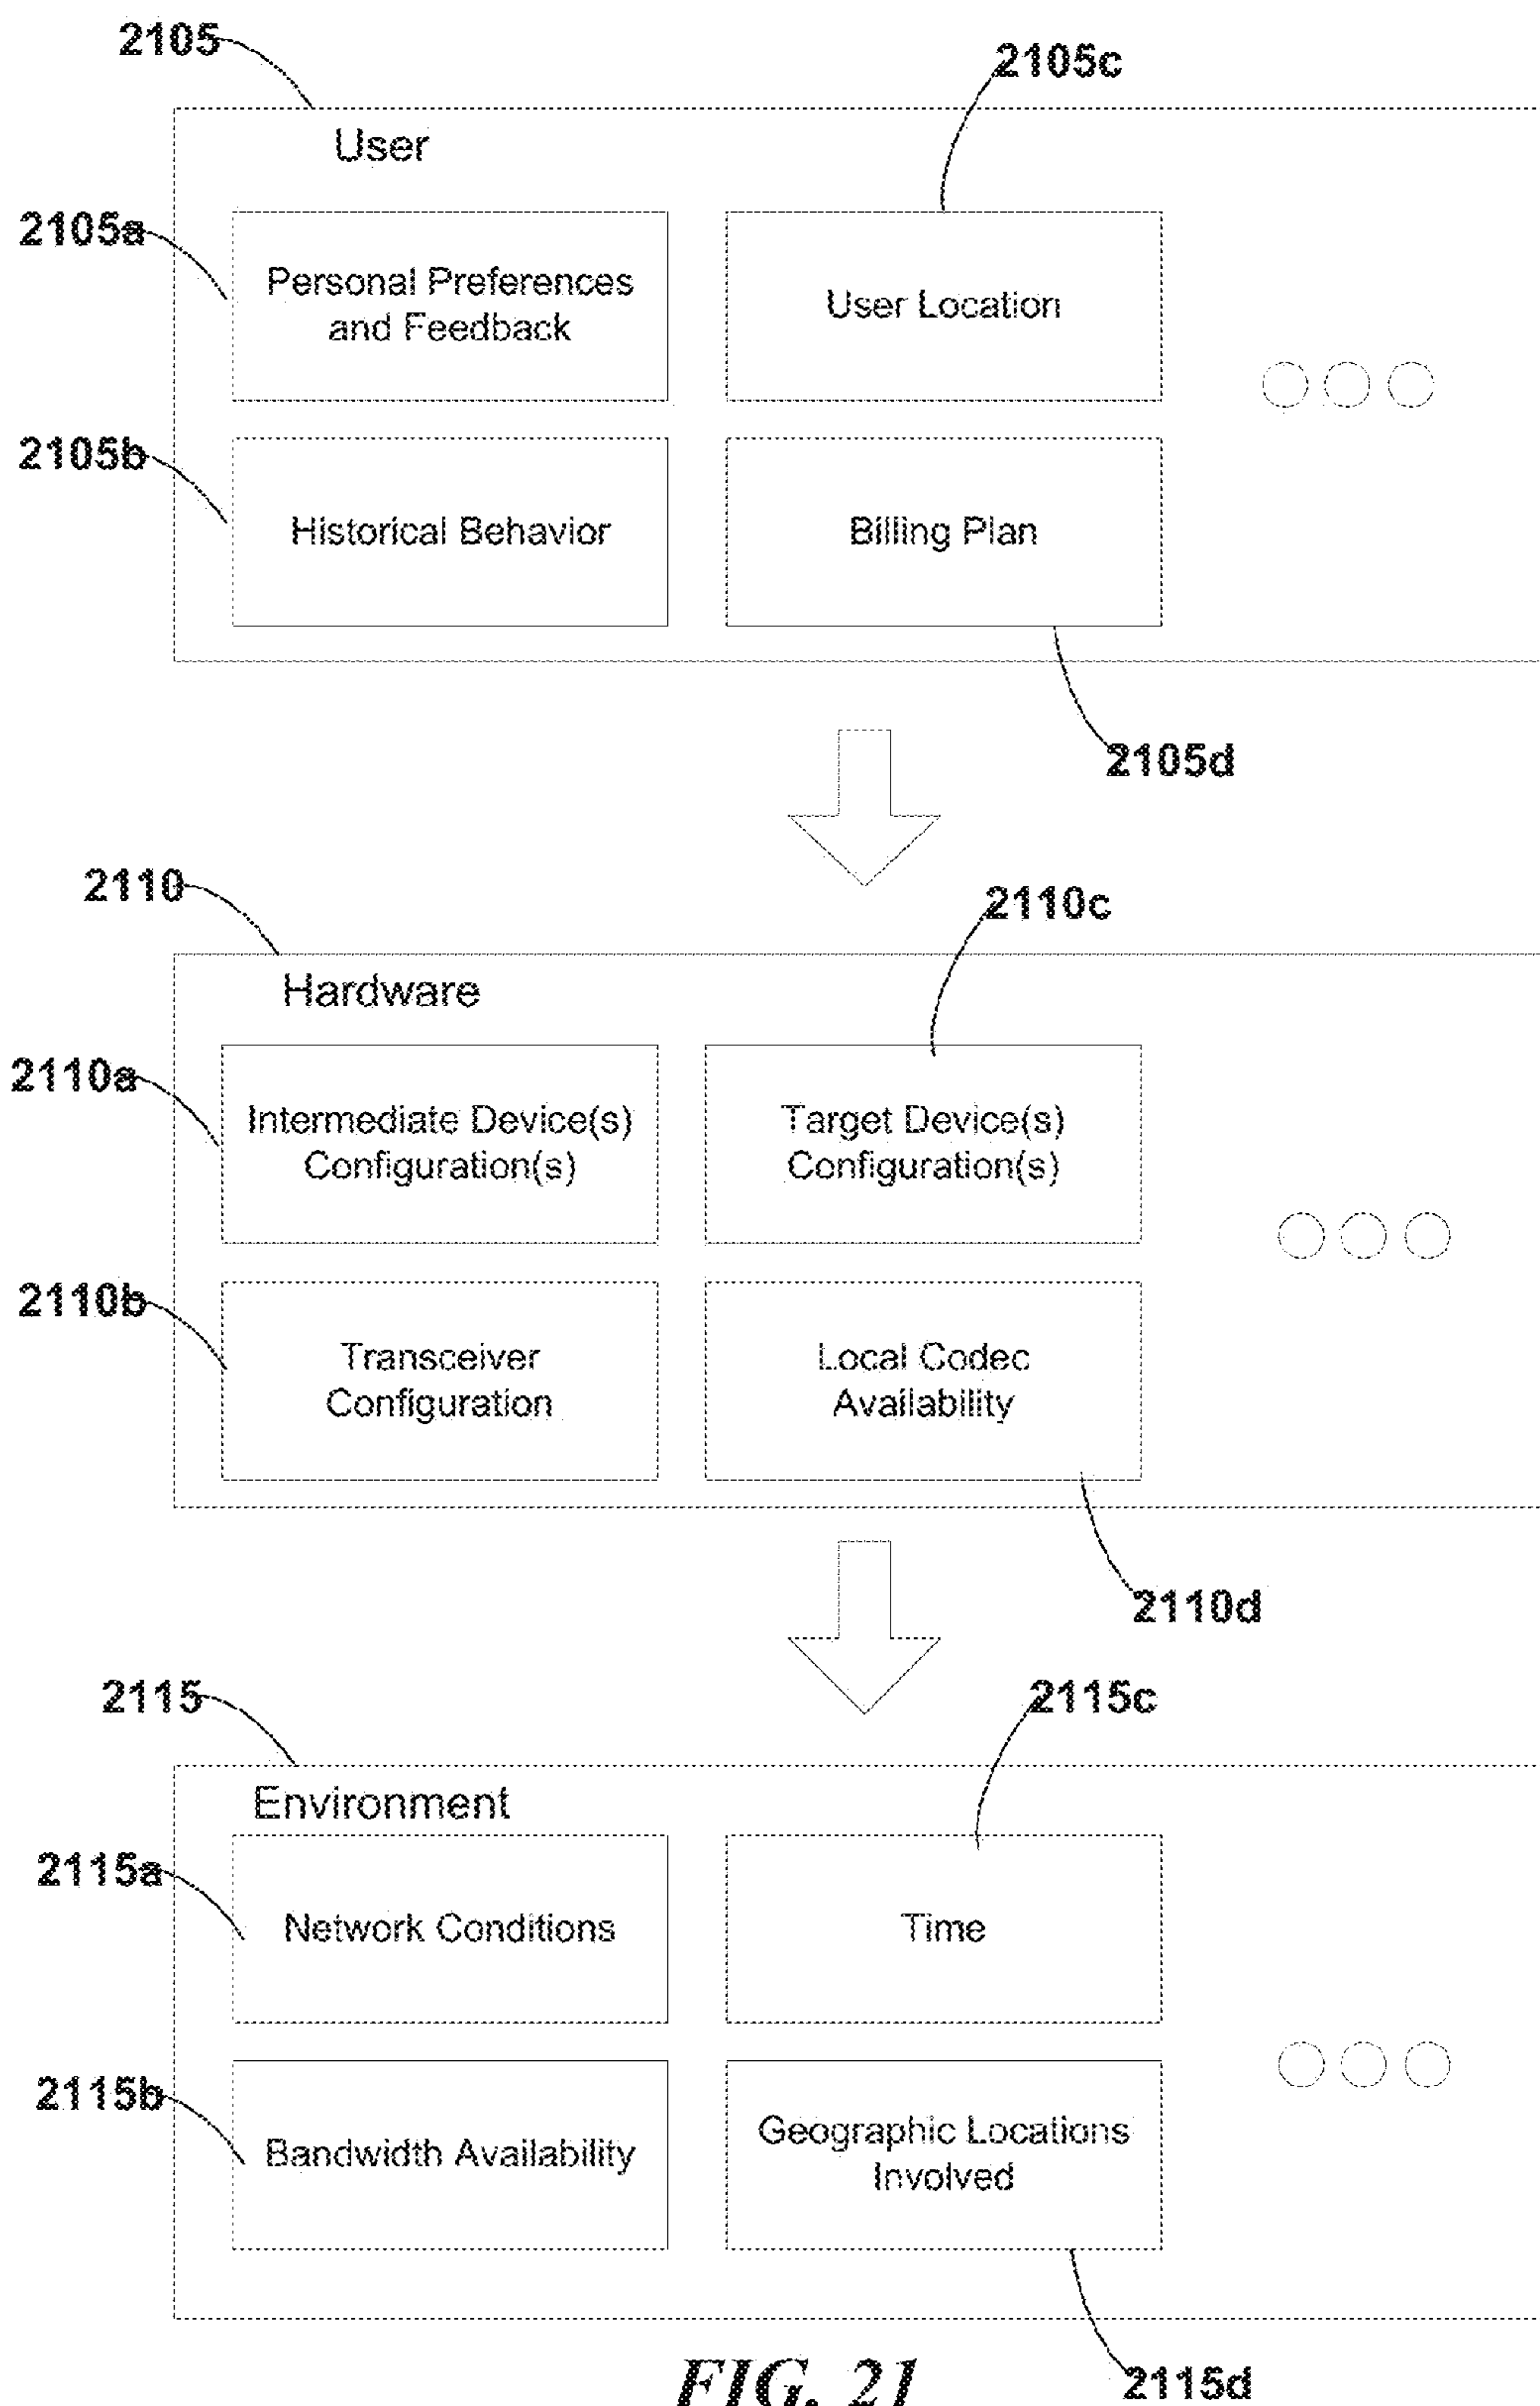 2105
2105c
User
2105a
Personal Preferences
and Feedback
User Location
2105b
Historical Behavior
Billing Plan
2105d
2110
2110c
Hardware
2110a
Intermediate Device(s)
Configuration(s)
Target Device(s)
Configuration(s)
2110b
Transceiver
Configuration
Local Codec
Availability
2110d
2115
2115c
Environment
2115a
Network Conditions
Time
2115b
Bandwidth Availability
Geographic Locations
Involved
2115d
FIG. 21